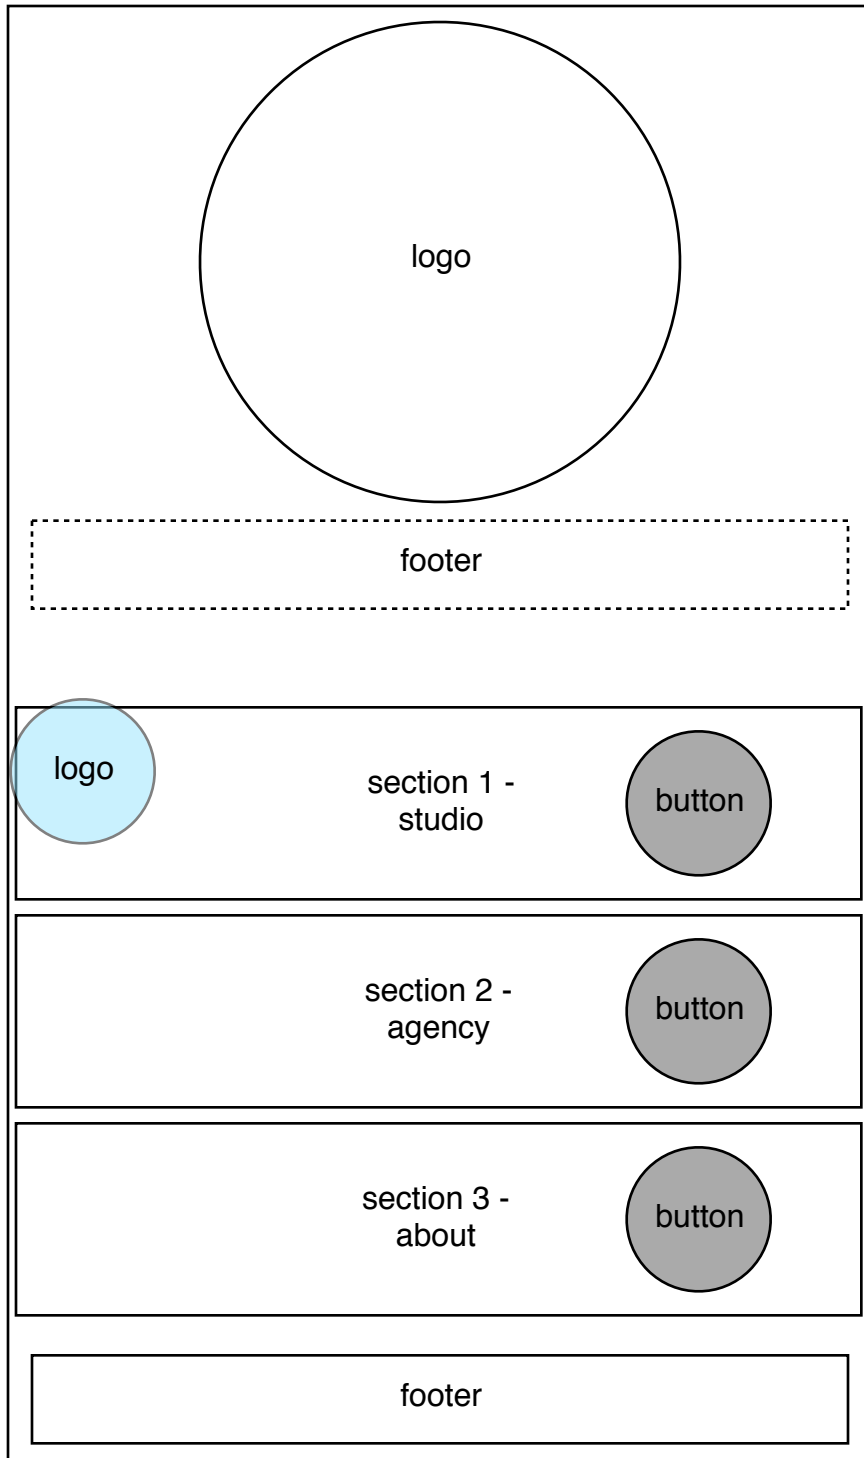 logo
footer
logo
section 1 -
studio
button
section 2 -
agency
button
section 3 -
about
button
footer